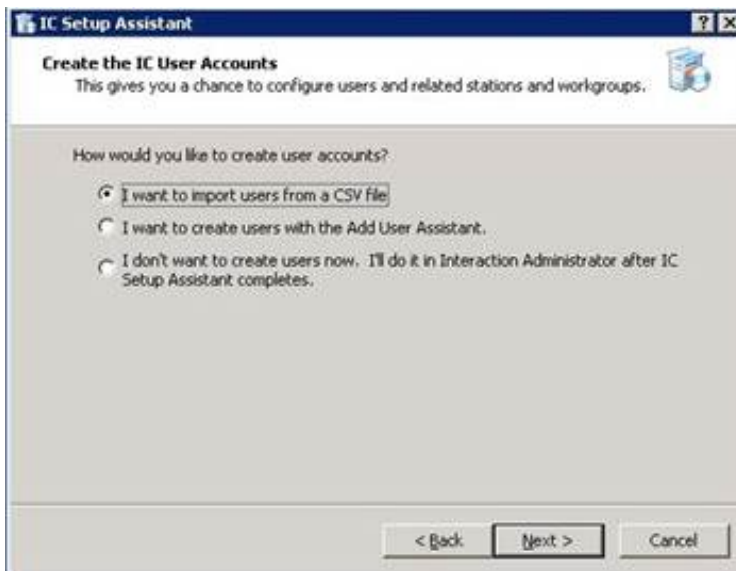 IC Setup Assistant
Create the IC User Accounts
This gives you a chance to configure users and related stations and workgroups.
How would you like to create user accounts?
I want to import users from a CSV file
I want to create users with the Add User Assistant.
I don't want to create users now. I'll do it in Interaction Administrator after IC
Setup Assistant completes.
< Back
Next >
Cancel